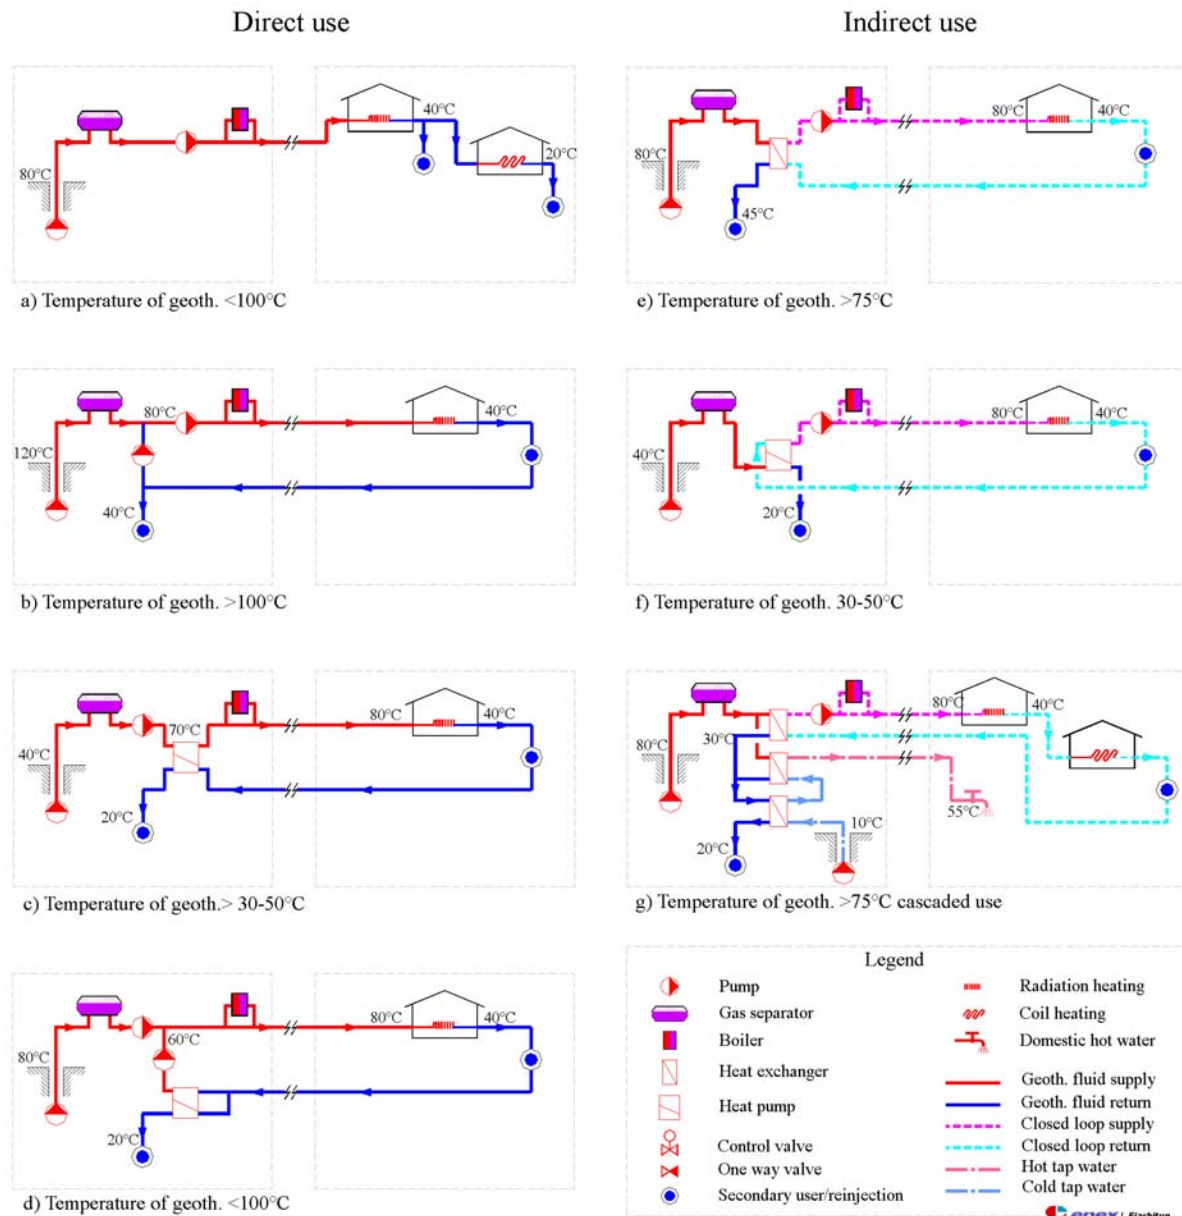 Direct use
Indirect use
80°C
40°C
20°C
a) Temperature of geoth. <100°C
80°C
80°C
40°C
45°C
e) Temperature of geoth. >75°C
120°C
80°C
40°C
40°C
b) Temperature of geoth. >100°C
40°C
80°C
40°C
20°C
f) Temperature of geoth. 30-50°C
40°C
70°C
80°C
40°C
20°C
c) Temperature of geoth.> 30-50°C
80°C
30°C
80°C
40°C
55°C
10°C
20°C
g) Temperature of geoth. >75°C cascaded use
80°C
60°C
80°C
40°C
20°C
d) Temperature of geoth. <100°C
Legend
Pump
Gas separator
Boiler
Heat exchanger
Heat pump
Control valve
One way valve
Secondary user/reinjection
Radiation heating
Coil heating
Domestic hot water
Geoth. fluid supply
Geoth. fluid return
Closed loop supply
Closed loop return
Hot tap water
Cold tap water
enex